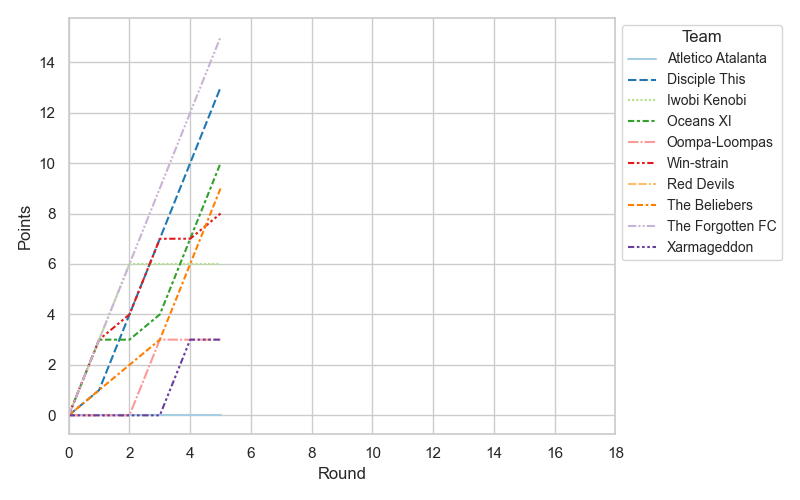 14
12
10
8
6
4
2
0
Points
0 2 4 6 8 10 12 14 16 18
Round
Team
Atletico Atalanta
Disciple This
Iwobi Kenobi
Oceans XI
Oompa-Loompas
Win-strain
Red Devils
The Beliebers
The Forgotten FC
Xarmageddon